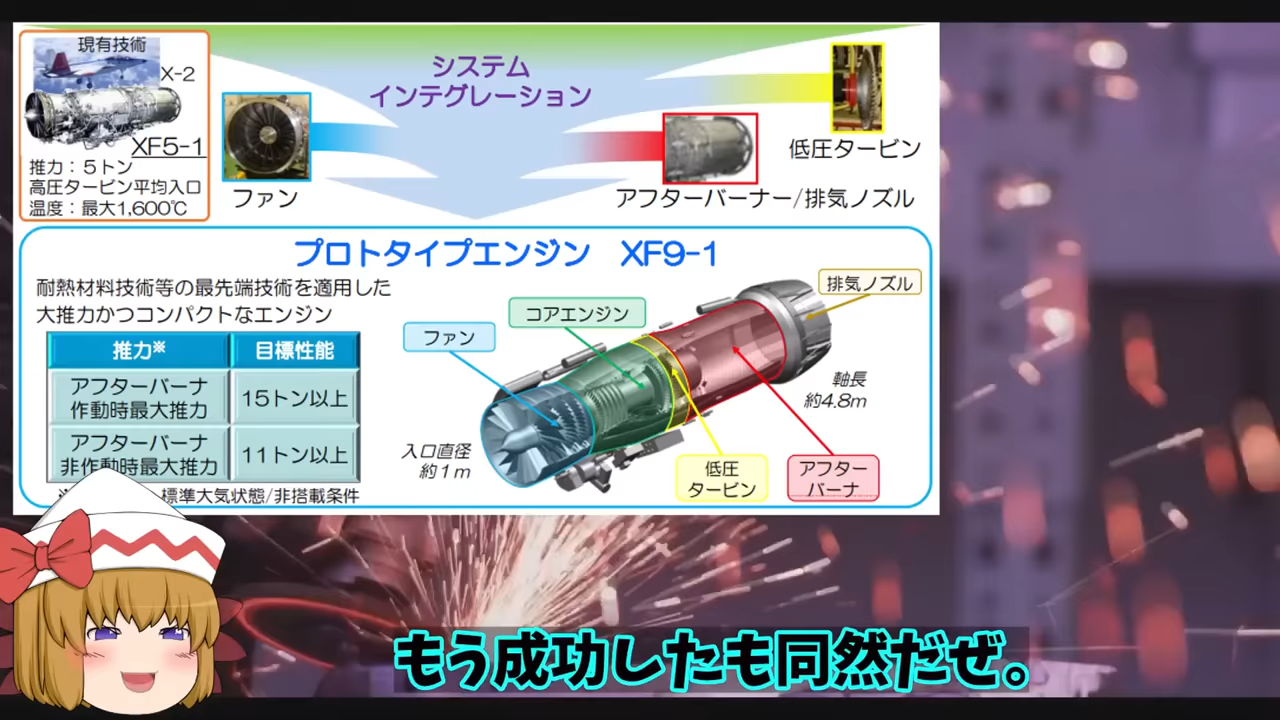 現有技術
X-2
XF5-1
推力：５トン
高圧タービン平均入口
温度：最大1,600℃
ファン
システム
インテグレーション
アフターバーナー/排気ノズル
低圧タービン
プロトタイプエンジン　XF9-1
耐熱材料技術等の最先端技術を適用した
大推力かつコンパクトなエンジン
推力※
目標性能
アフターバーナ
作動時最大推力
15トン以上
アフターバーナ
非作動時最大推力
11トン以上
標準大気状態/非搭載条件
ファン
コアエンジン
排気ノズル
軸長
約4.8m
入口直径
約１m
低圧
タービン
アフター
バーナ
もう成功したも同然だぜ。